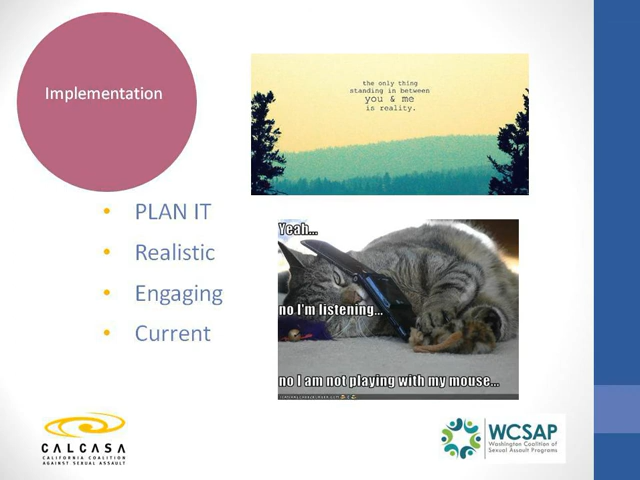 Implementation
the only thing
standing in between
you & me
is reality.
PLAN IT
Realistic
Engaging
Current
Yeah...
no I'm listening...
no I am not playing with my mouse...
CALCASA
CALIFORNIA COALITION
AGAINST SEXUAL ASSAULT
WCSAP
Washington Coalition of
Sexual Assault Programs